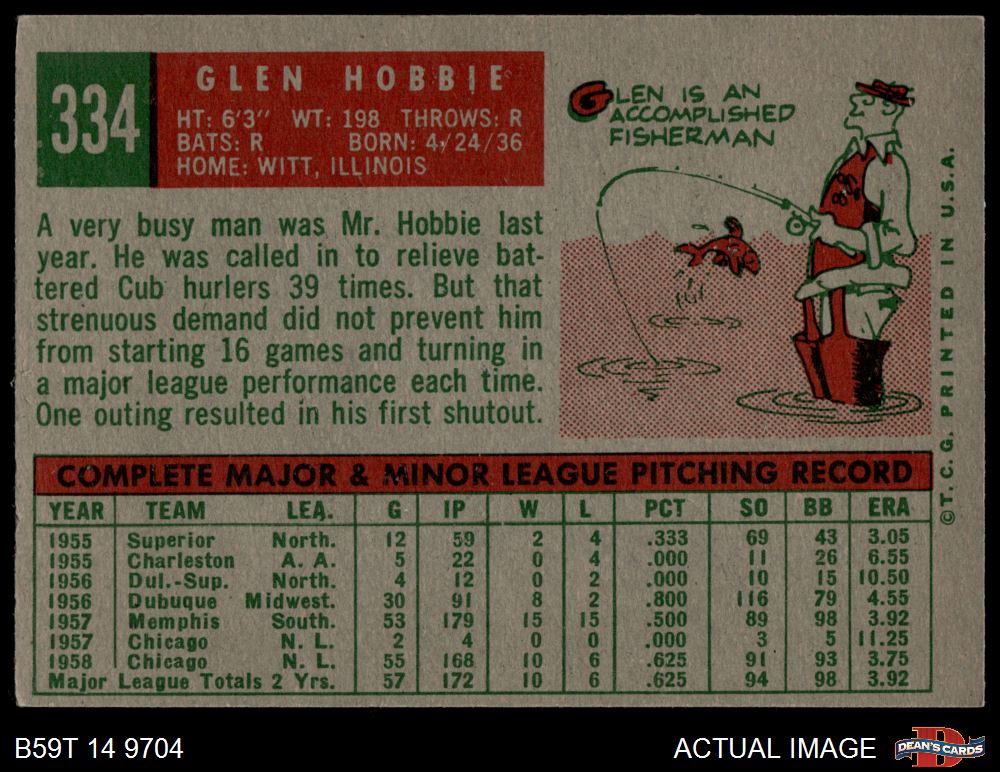 334
GLEN HOBBIE
HT: 6'3" WT: 198 THROWS: R
BATS: R BORN: 4/24/36
HOME: WITT, ILLINOIS
A very busy man was Mr. Hobbie last
year. He was called in to relieve bat-
tered Cub hurlers 39 times. But that
strenuous demand did not prevent him
from starting 16 games and turning in
a major league performance each time.
One outing resulted in his first shutout.
GLEN IS AN
ACCOMPLISHED
FISHERMAN
©T.C.G. PRINTED IN U.S.A.
COMPLETE MAJOR & MINOR LEAGUE PITCHING RECORD
YEAR TEAM LEA. G IP W L PCT SO BB ERA
1955 Superior North. 12 59 2 4 .333 69 43 3.05
1955 Charleston A. A. 5 22 0 4 .000 11 26 6.55
1956 Dul.-Sup. North. 4 12 0 2 .000 10 15 10.50
1956 Dubuque Midwest. 30 91 8 2 .800 116 79 4.55
1957 Memphis South. 53 179 15 15 .500 89 98 3.92
1957 Chicago N. L. 2 4 0 0 .000 3 5 11.25
1958 Chicago N. L. 55 168 10 6 .625 91 93 3.75
Major League Totals 2 Yrs. 57 172 10 6 .625 94 98 3.92
B59T 14 9704
ACTUAL IMAGE
DEAN'S CARDS